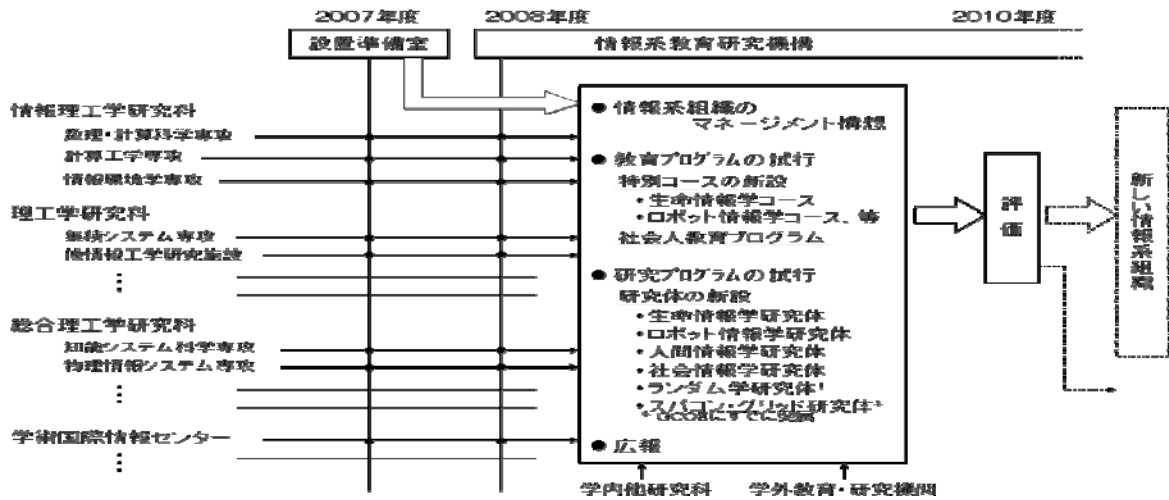 2007年度
2008年度
2010年度
設置準備室
情報系教育研究機構
情報理工学研究科
数理・計算科学専攻
計算工学専攻
情報環境学専攻
理工学研究科
集積システム専攻
他情報工学研究施設
⋮
総合理工学研究科
知能システム科学専攻
物理情報システム専攻
⋮
学術国際情報センター
⋮
● 情報系組織の
マネージメント構想
● 教育プログラムの試行
特別コースの新設
・生命情報学コース
・ロボット情報学コース、等
社会人教育プログラム
● 研究プログラムの試行
研究体の新設
・生命情報学研究体
・ロボット情報学研究体
・人間情報学研究体
・社会情報学研究体
・ランダム学研究体
・スパコン・グリッド研究体
GCOEにすでに
● 広報
学内他研究科
学外教育・研究機関
評価
新しい情報系組織